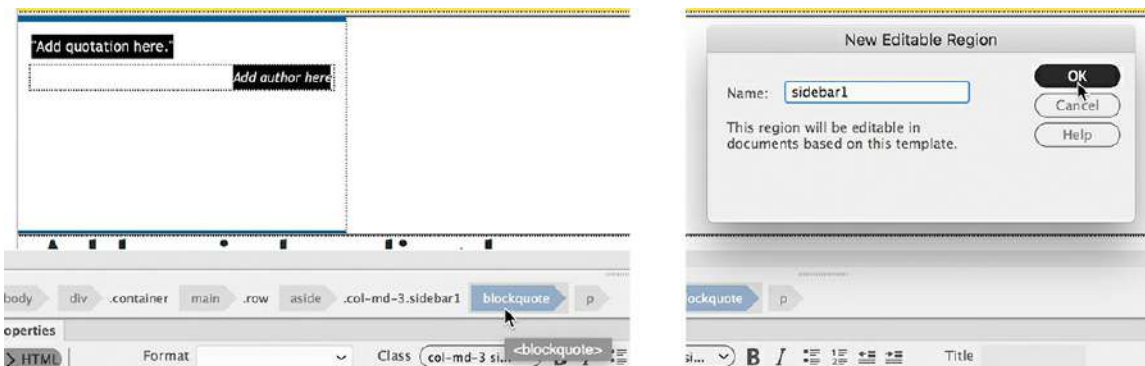 "Add quotation here."
Add author here
body div .container main .row aside .col-md-3.sidebar1 blockquote p
operties
> HTML Format Class col-md-3 si... B I
<blockquote>
New Editable Region
Name: sidebar1
OK
Cancel
Help
This region will be editable in
documents based on this template.
ockquote p
si... B I Title